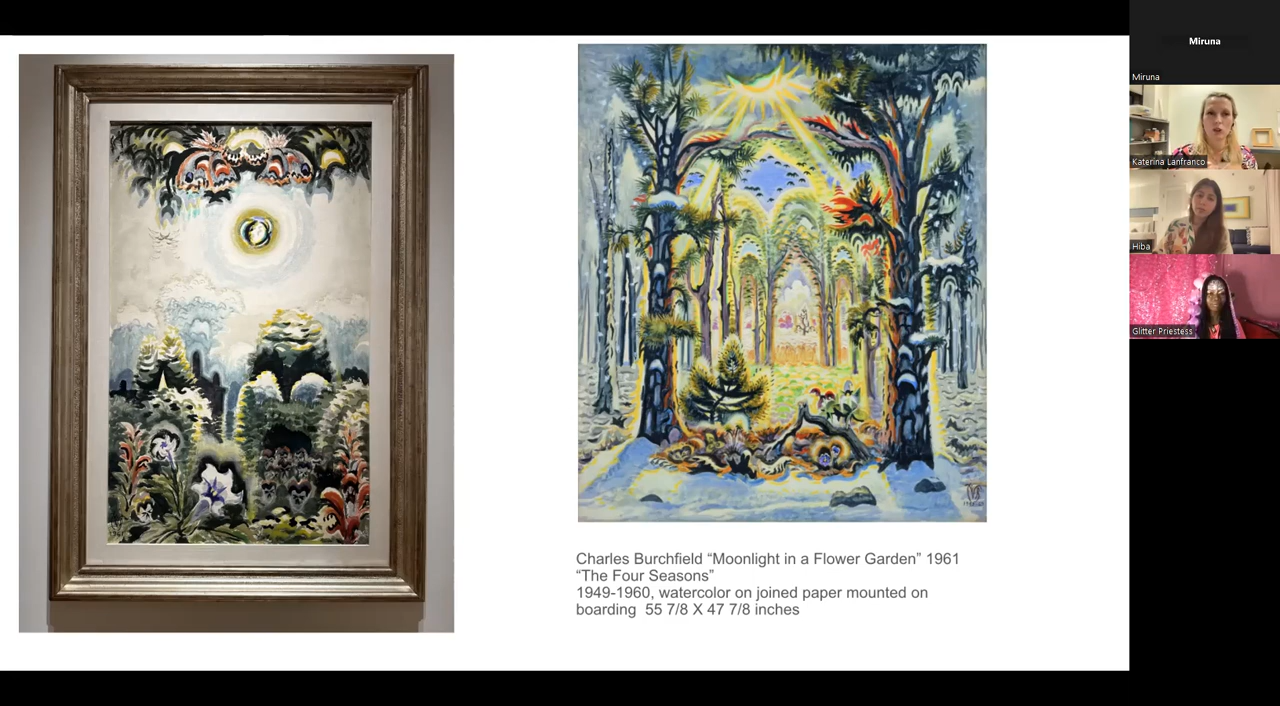 Charles Burchfield “Moonlight in a Flower Garden” 1961
“The Four Seasons”
1949-1960, watercolor on joined paper mounted on
boarding 55 7/8 X 47 7/8 inches
Miruna
Miruna
Katerina Lanfranco
Hiba
Glitter Priestess